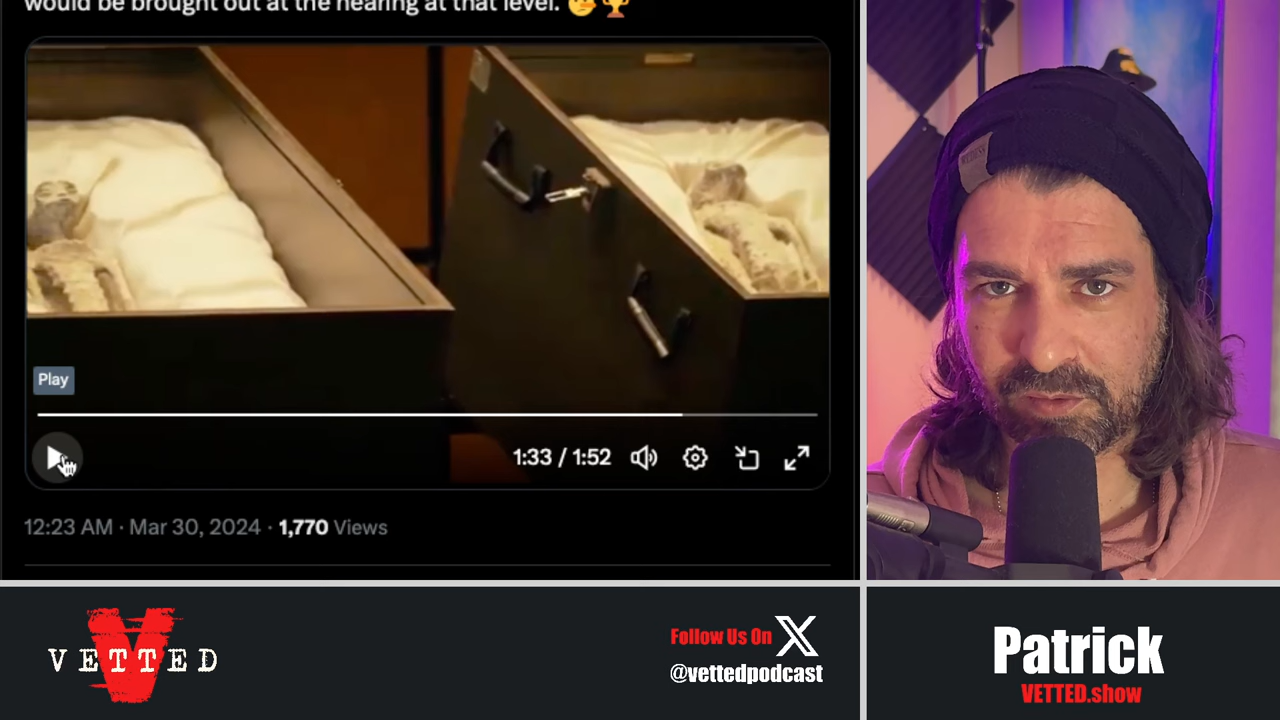 would be brought out at the hearing at that level. 🤔🏆
Play
1:33 / 1:52
12:23 AM · Mar 30, 2024 · 1,770 Views
VETTED
Follow Us On X
@vettedpodcast
Patrick
VETTED.show